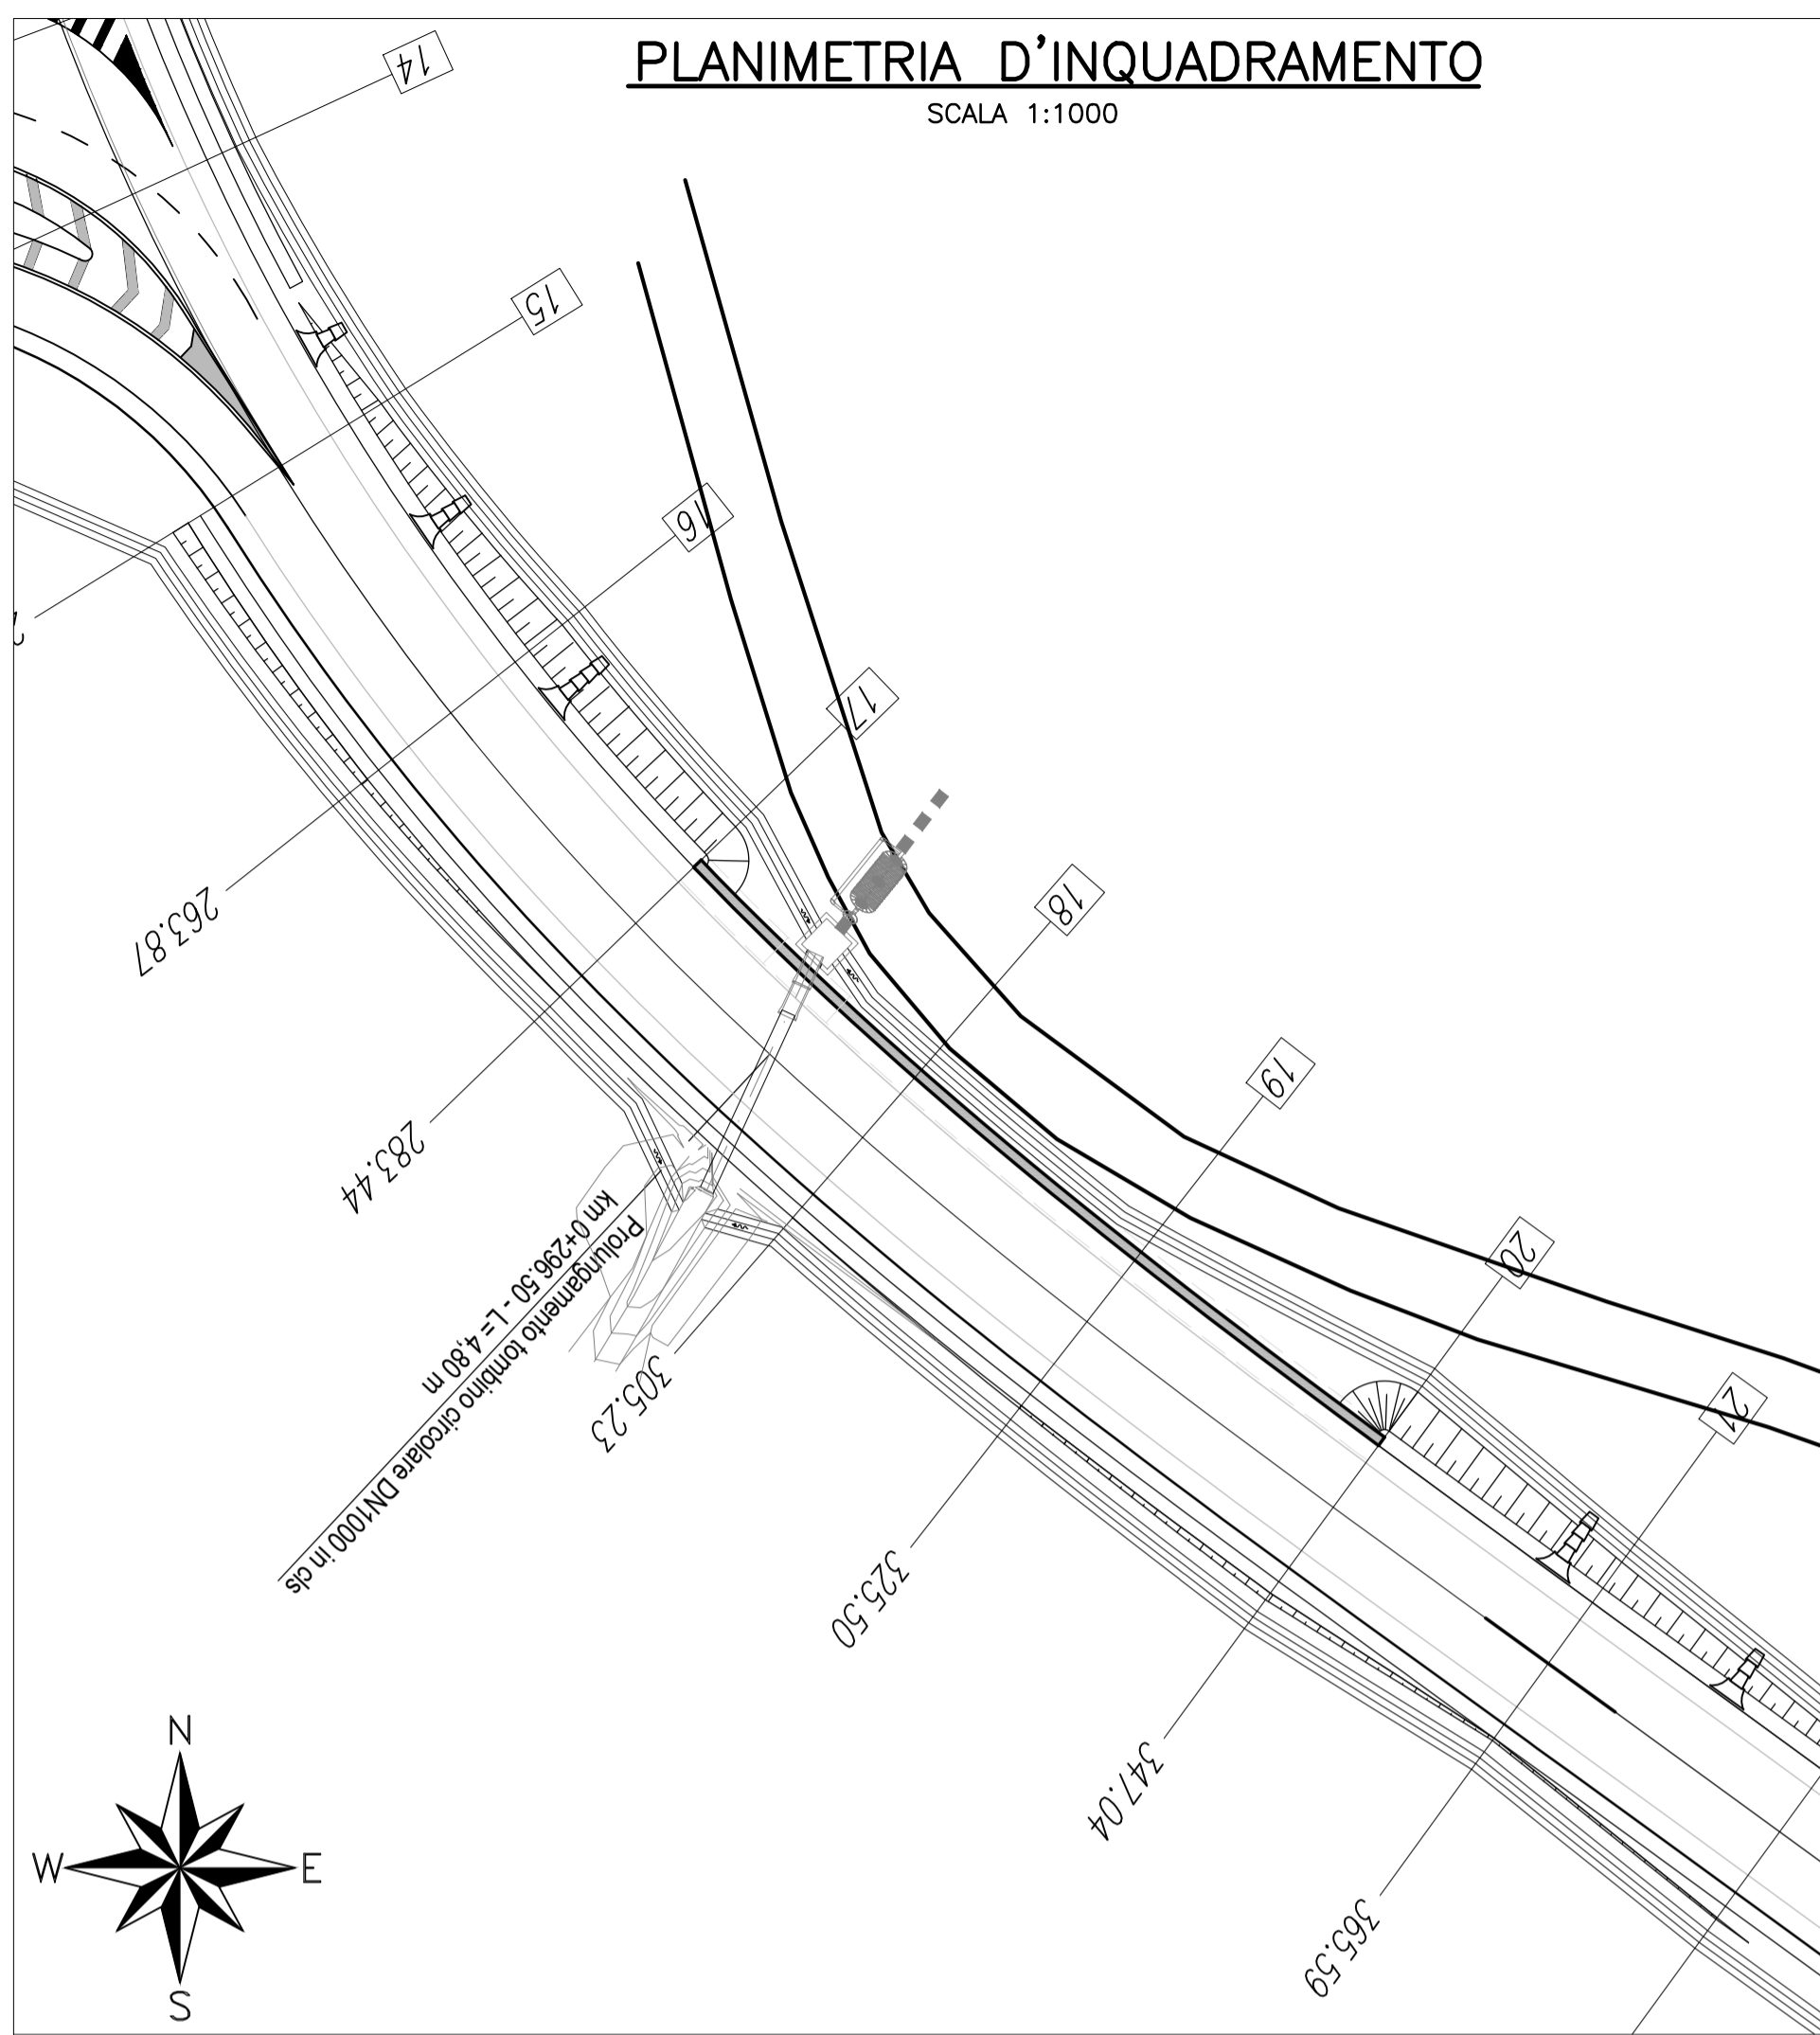 PLANIMETRIA D'INQUADRAMENTO
SCALA 1:1000
14
15
16
17
18
19
20
21
263.87
283.44
305.23
325.50
347.04
365.59
Prolungamento tombino circolare DN1000 in cls
km 0+296.50 - L= 4,80 m
N
W
E
S